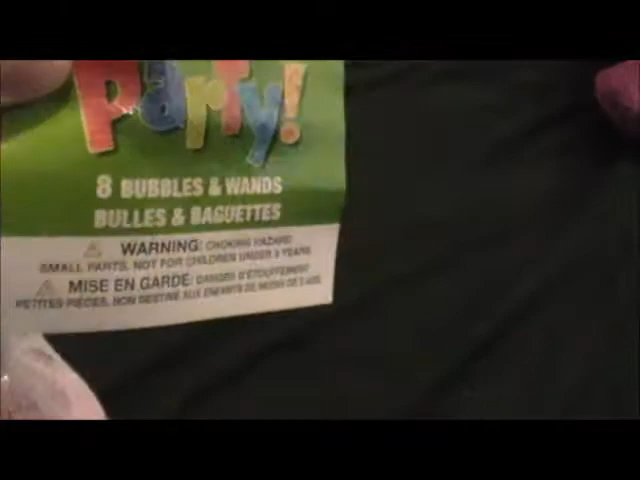 Party!
8 BUBBLES & WANDS
BULLES & BAGUETTES
WARNING: CHOKING HAZARD
SMALL PARTS. NOT FOR CHILDREN UNDER 3 YEARS
MISE EN GARDE: DANGER D'ÉTOUFFEMENT
PETITES PIÈCES. NON DESTINÉ AUX ENFANTS DE MOINS DE 3 ANS.